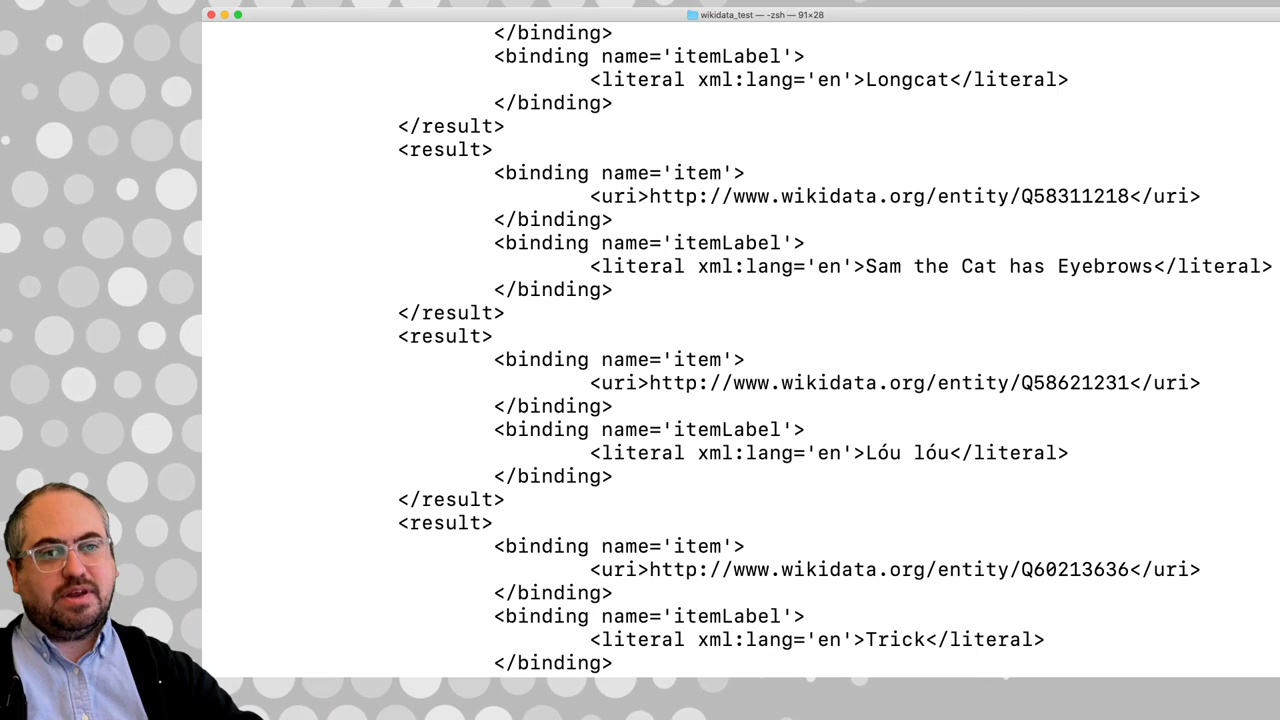 wikidata_test — -zsh — 91×28
</binding>
<binding name='itemLabel'>
<literal xml:lang='en'>Longcat</literal>
</binding>
</result>
<result>
<binding name='item'>
<uri>http://www.wikidata.org/entity/Q58311218</uri>
</binding>
<binding name='itemLabel'>
<literal xml:lang='en'>Sam the Cat has Eyebrows</literal>
</binding>
</result>
<result>
<binding name='item'>
<uri>http://www.wikidata.org/entity/Q58621231</uri>
</binding>
<binding name='itemLabel'>
<literal xml:lang='en'>Lóu lóu</literal>
</binding>
</result>
<result>
<binding name='item'>
<uri>http://www.wikidata.org/entity/Q60213636</uri>
</binding>
<binding name='itemLabel'>
<literal xml:lang='en'>Trick</literal>
</binding>